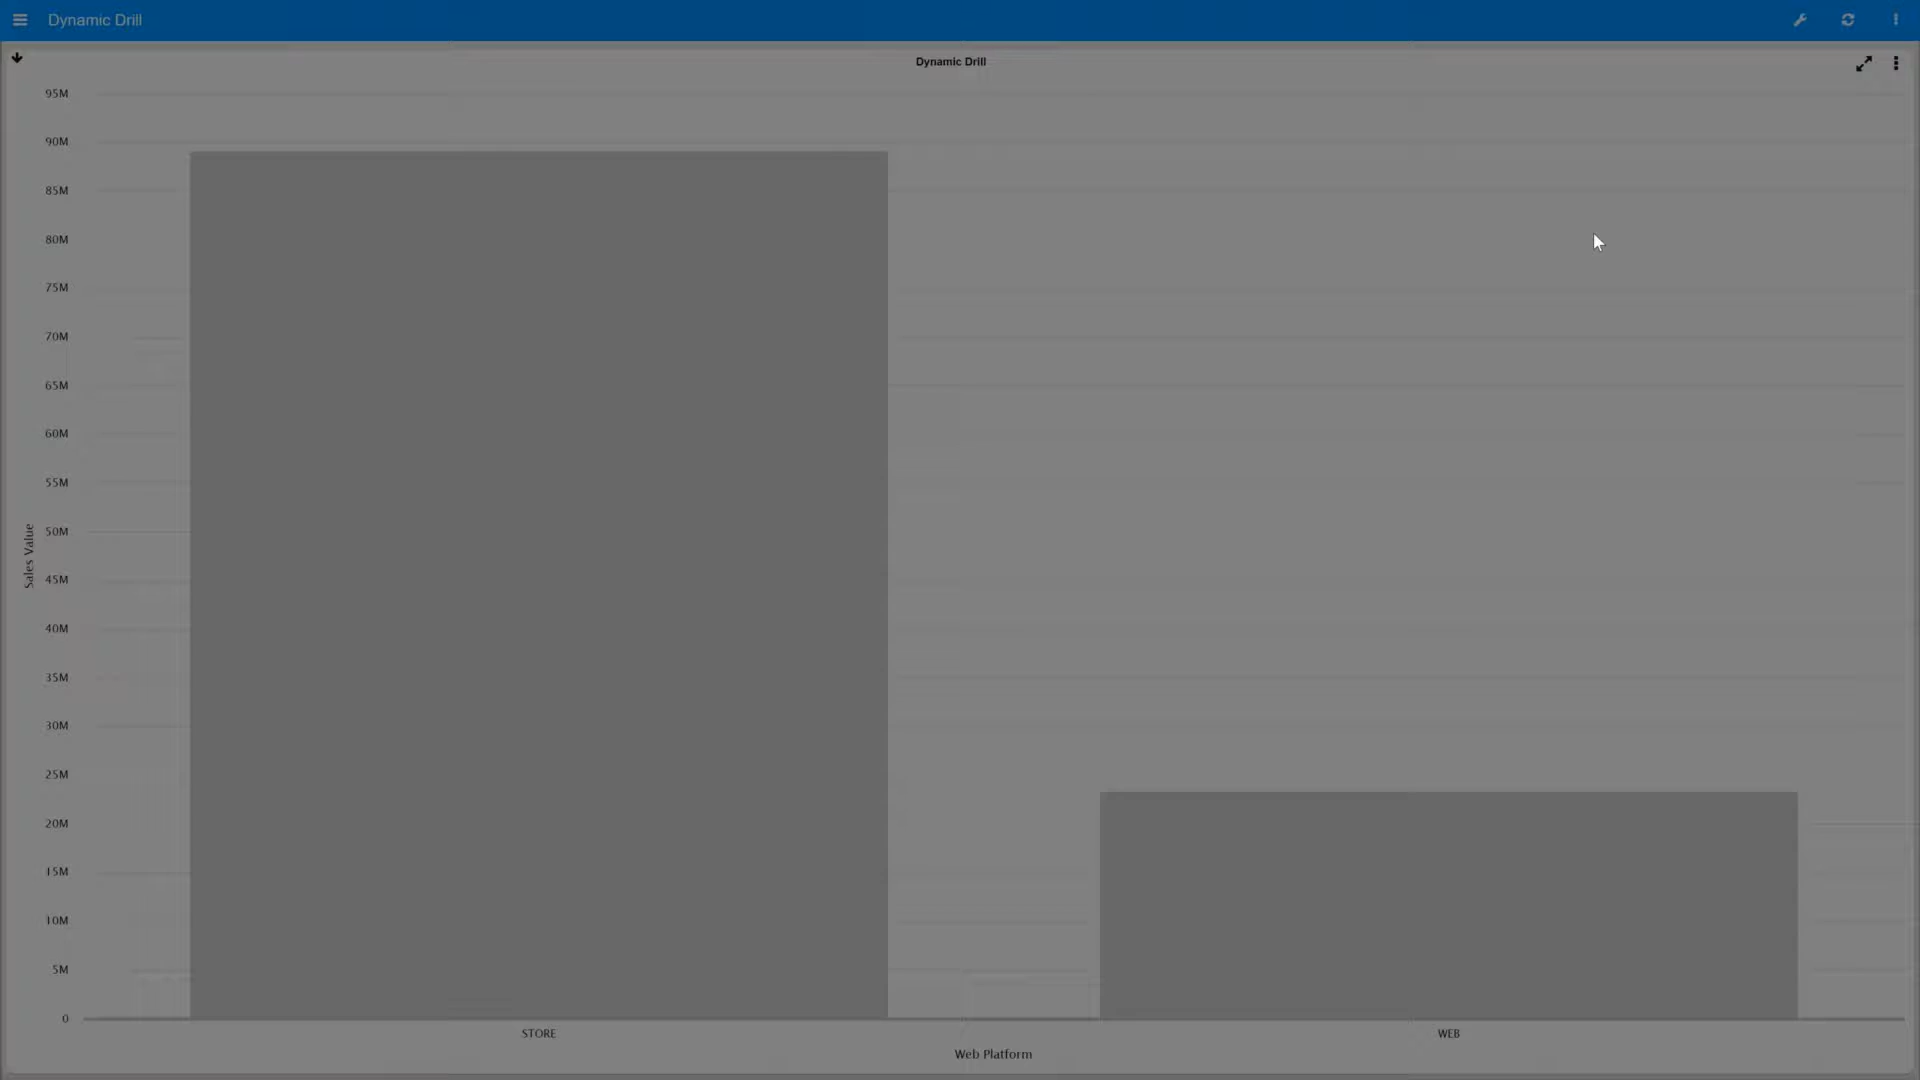 Dynamic Drill
Dynamic Drill
95M
90M
85M
80M
75M
70M
65M
60M
55M
50M
45M
40M
35M
30M
25M
20M
15M
10M
5M
0
Sales Value
STORE
WEB
Web Platform